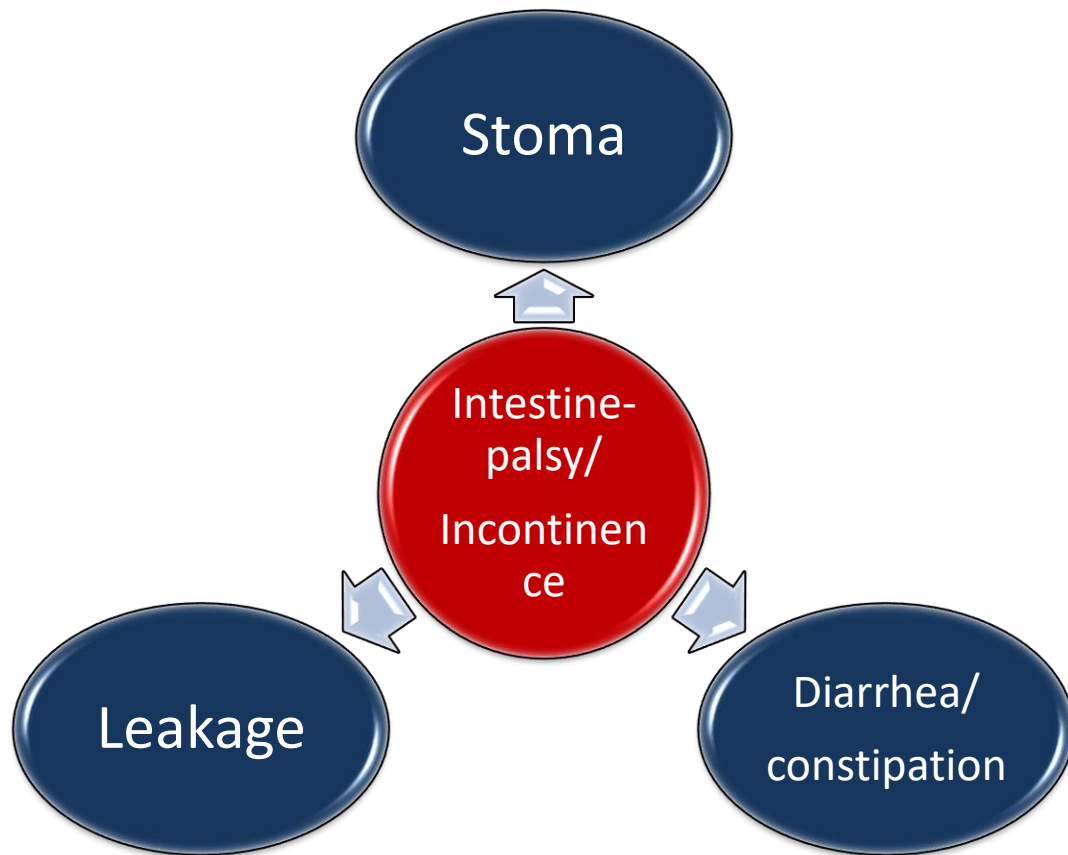 Stoma
Intestine-
palsy/
Incontinen
ce
Leakage
Diarrhea/
constipation